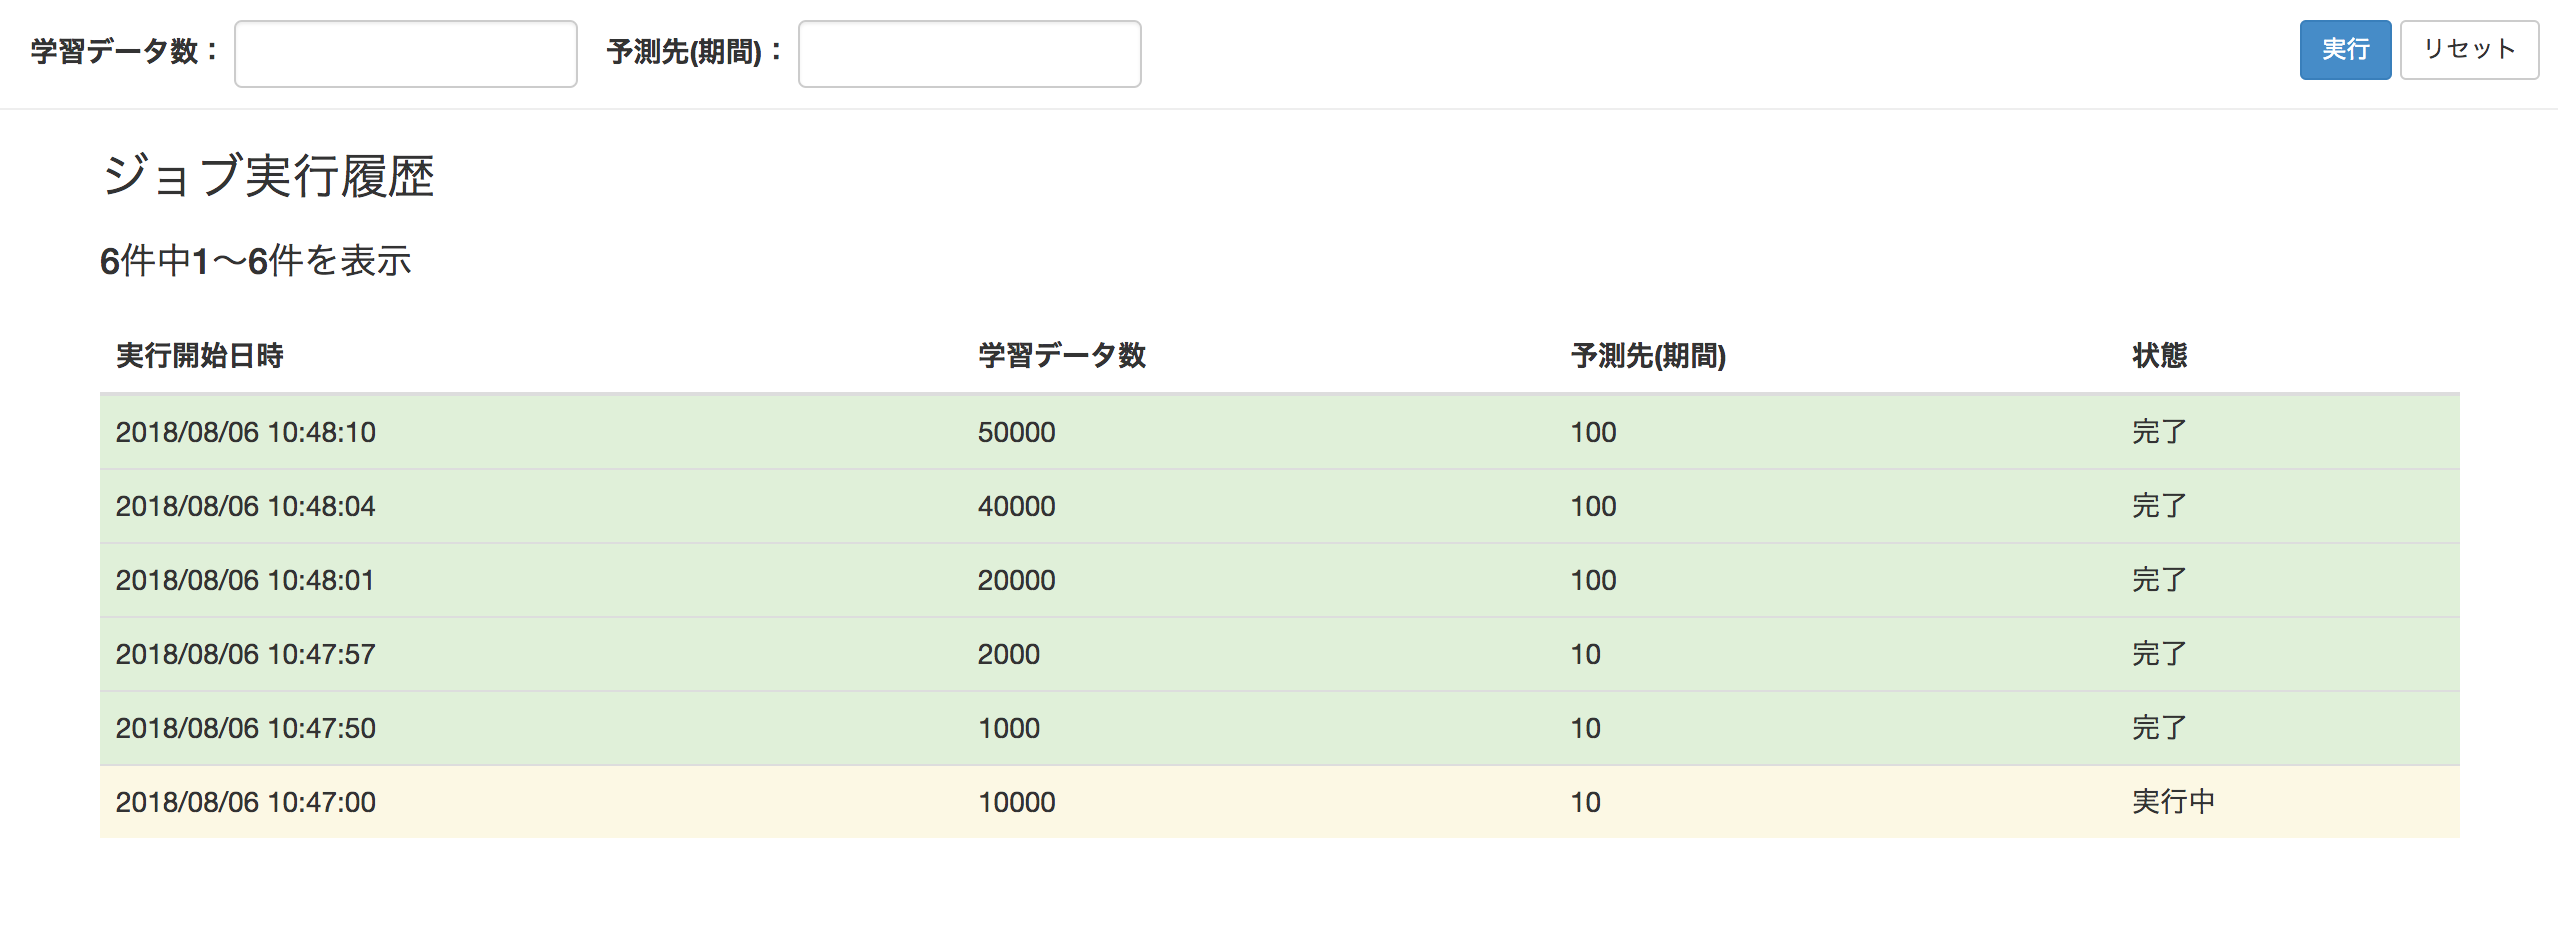 学習データ数： 予測先(期間)： 実行 リセット
ジョブ実行履歴
6件中1〜6件を表示
実行開始日時 学習データ数 予測先(期間) 状態
2018/08/06 10:48:10 50000 100 完了
2018/08/06 10:48:04 40000 100 完了
2018/08/06 10:48:01 20000 100 完了
2018/08/06 10:47:57 2000 10 完了
2018/08/06 10:47:50 1000 10 完了
2018/08/06 10:47:00 10000 10 実行中